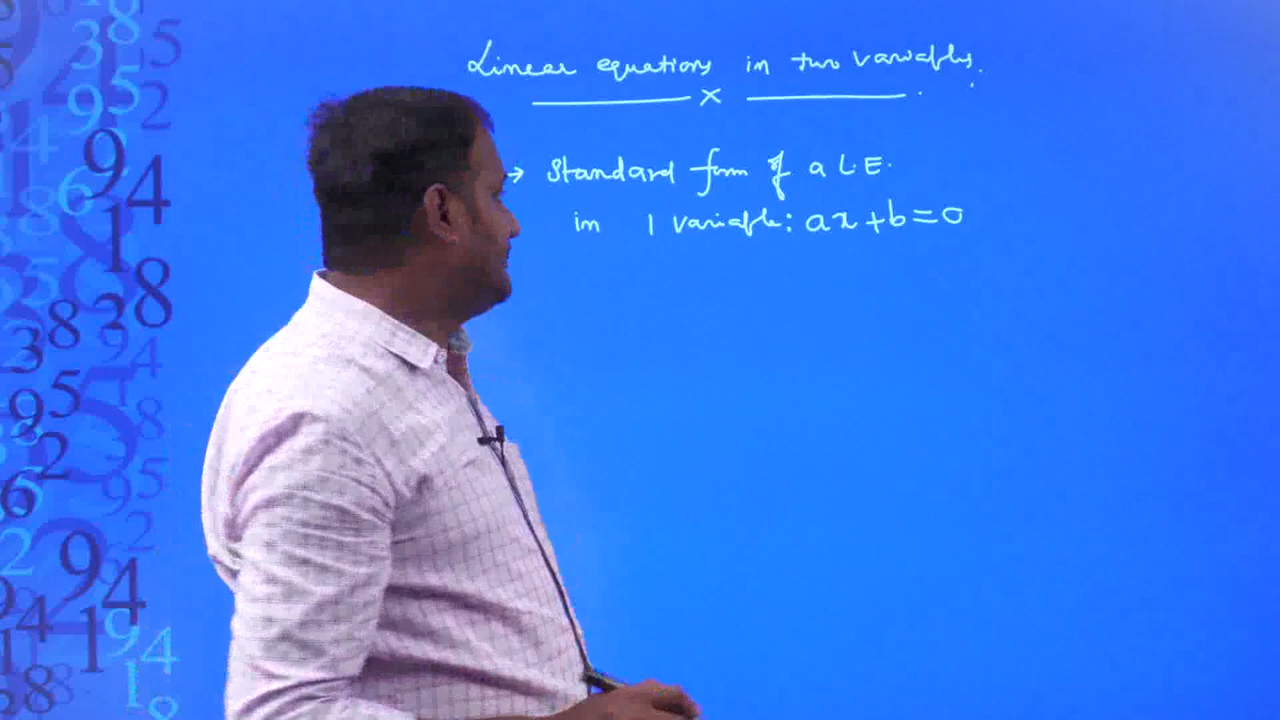 Linear equations in two variables.
x
→ Standard form of a L.E.
in 1 variable: ax+b=0